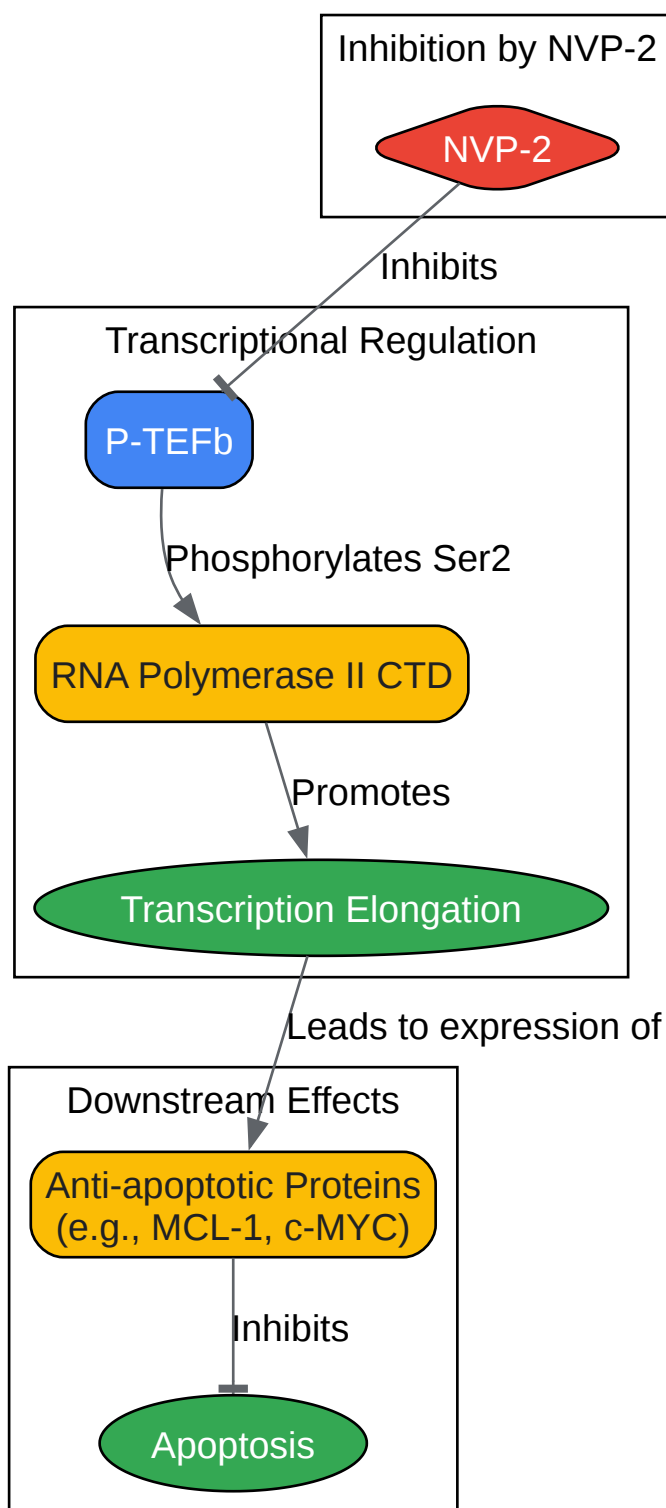 Inhibition by NVP-2
NVP-2
Inhibits
Transcriptional Regulation
P-TEFb
Phosphorylates Ser2
RNA Polymerase II CTD
Promotes
Transcription Elongation
Leads to expression of
Downstream Effects
Anti-apoptotic Proteins
(e.g., MCL-1, c-MYC)
Inhibits
Apoptosis